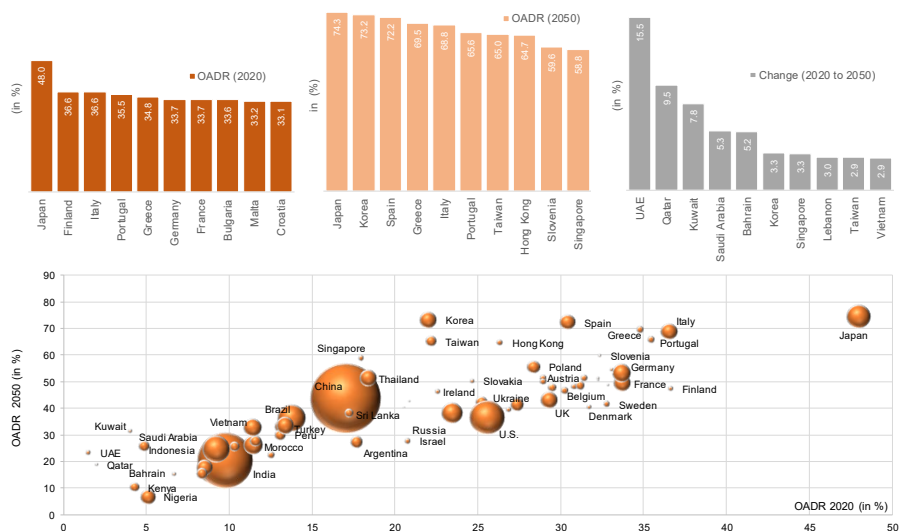 (in %)
OADR (2020)
48.0
36.6
36.6
35.5
34.8
33.7
33.7
33.6
33.2
33.1
Japan
Finland
Italy
Portugal
Greece
Germany
France
Bulgaria
Malta
Croatia
in (%)
OADR (2050)
74.3
73.2
72.2
69.5
68.8
65.6
65.0
64.7
59.6
58.8
Japan
Korea
Spain
Greece
Italy
Portugal
Taiwan
Hong Kong
Slovenia
Singapore
(in %)
Change (2020 to 2050)
15.5
9.5
7.8
5.3
5.2
3.3
3.3
3.0
2.9
2.9
UAE
Qatar
Kuwait
Saudi Arabia
Bahrain
Korea
Singapore
Lebanon
Taiwan
Vietnam
OADR 2050 (in %)
90
80
70
60
50
40
30
20
10
0
Korea
Spain
Italy
Greece
Japan
Taiwan
Hong Kong
Portugal
Singapore
Slovenia
Poland
Germany
Thailand
China
Slovakia
Austria
France
Finland
Ireland
Ukraine
Belgium
Brazil
Sri Lanka
UK
Sweden
Denmark
Vietnam
Turkey
Kuwait
Russia
U.S.
Saudi Arabia
Peru
Israel
UAE
Indonesia
Morocco
Argentina
Qatar
Bahrain
India
Kenya
Nigeria
OADR 2020 (in %)
0
5
10
15
20
25
30
35
40
45
50